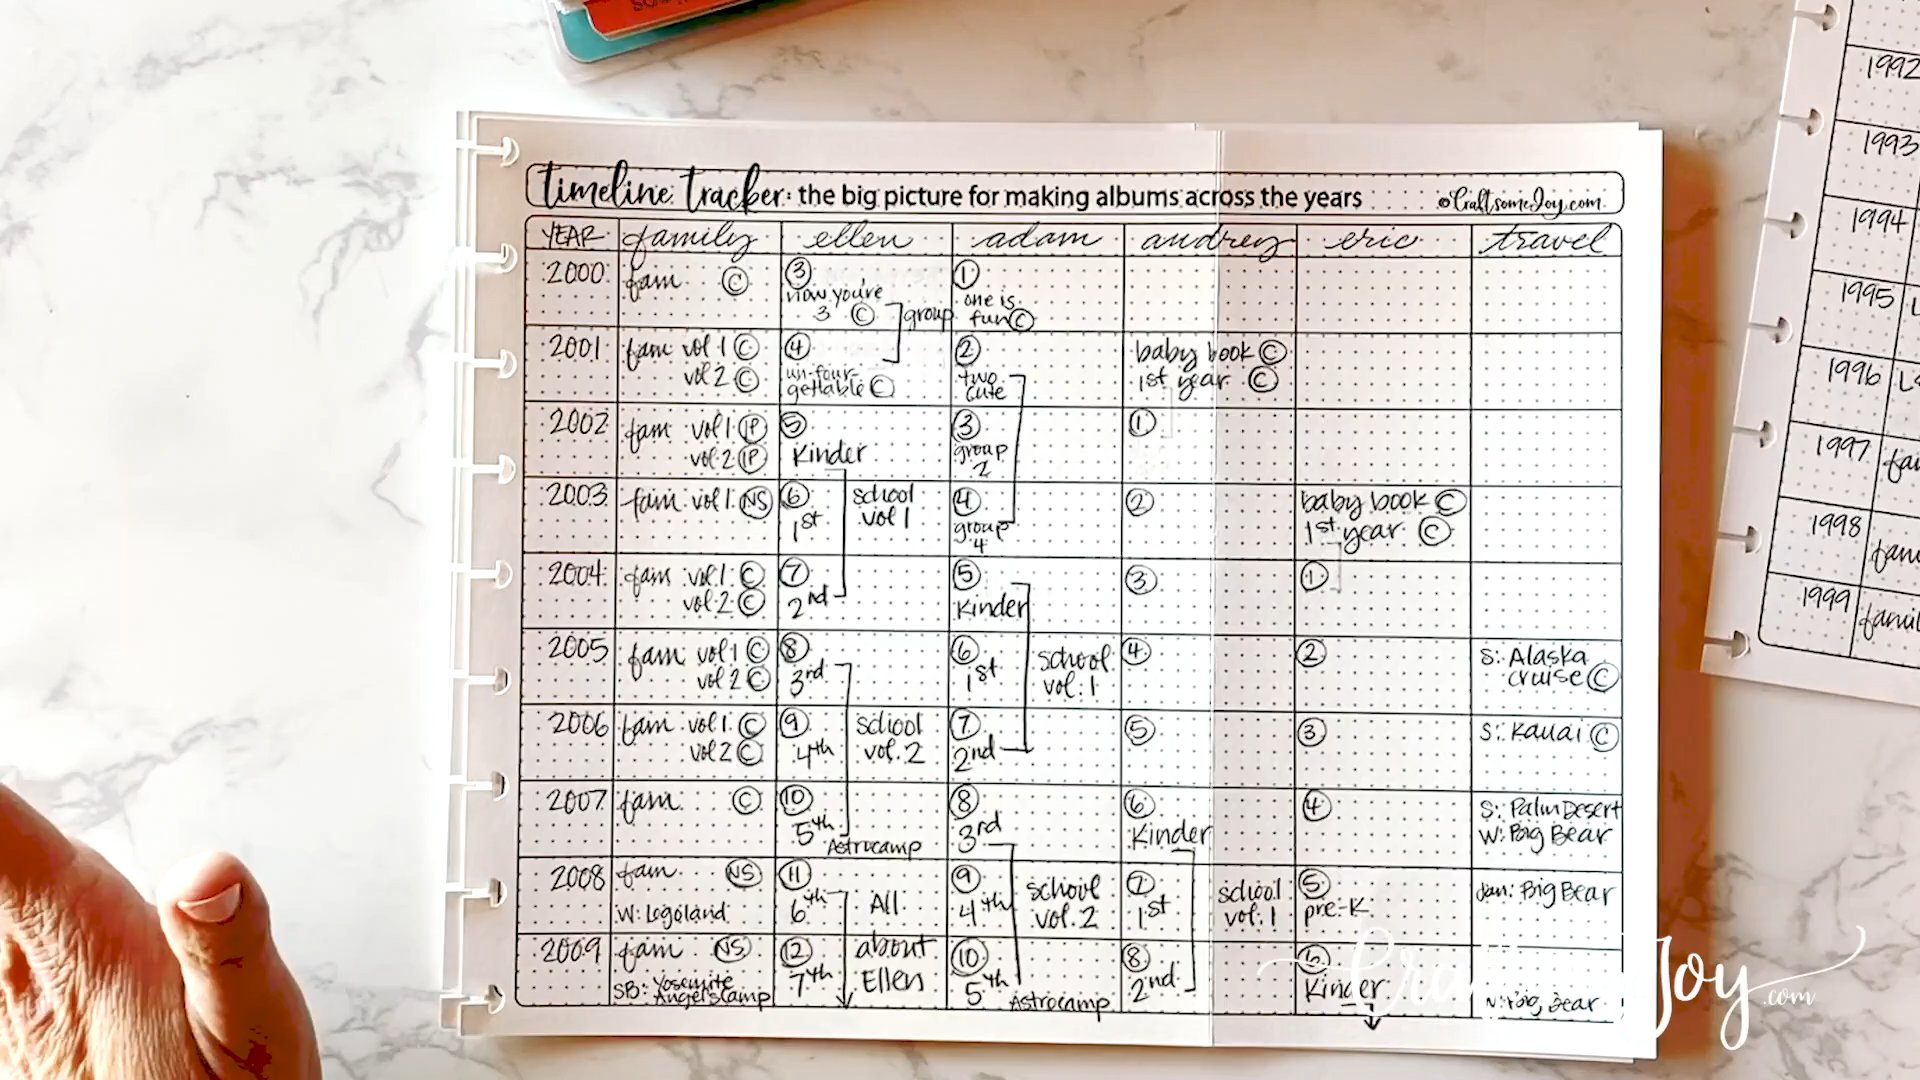 timeline tracker: the big picture for making albums across the years ©CraftsomeJoy.com
YEAR family ellen adam audrey eric travel
2000 fam Ⓒ ③ now you're 3 Ⓒ group ① one is fun Ⓒ
2001 fam vol 1 Ⓒ vol 2 Ⓒ ④ un-four-gettable Ⓒ ② two cute baby book Ⓒ 1st year Ⓒ
2002 fam vol 1 IP vol 2 IP ⑤ Kinder ③ group 2 ①
2003 fam vol 1 NS ⑥ 1st school vol 1 ④ group 4 ② baby book Ⓒ 1st year Ⓒ
2004 fam vol 1 Ⓒ vol 2 Ⓒ ⑦ 2nd ⑤ Kinder ③ ①
2005 fam vol 1 Ⓒ vol 2 Ⓒ ⑧ 3rd ⑥ 1st school vol. 1 ④ ② S: Alaska cruise Ⓒ
2006 fam vol 1 Ⓒ vol 2 Ⓒ ⑨ 4th school vol. 2 ⑦ 2nd ⑤ ③ S: Kauai Ⓒ
2007 fam Ⓒ ⑩ 5th Astrocamp ⑧ 3rd ⑥ Kinder ④ S: Palm Desert W: Big Bear
2008 fam NS W: Legoland ⑪ 6th All ⑨ 4th school vol. 2 ⑦ 1st school vol. 1 ⑤ pre-K Jan: Big Bear
2009 fam NS SB: Yosemite Angels Camp ⑫ 7th about Ellen ⑩ 5th Astrocamp ⑧ 2nd ⑥ Kinder W: Big Bear
1992
1993
1994
1995
1996
1997
1998
1999
CraftsomeJoy.com